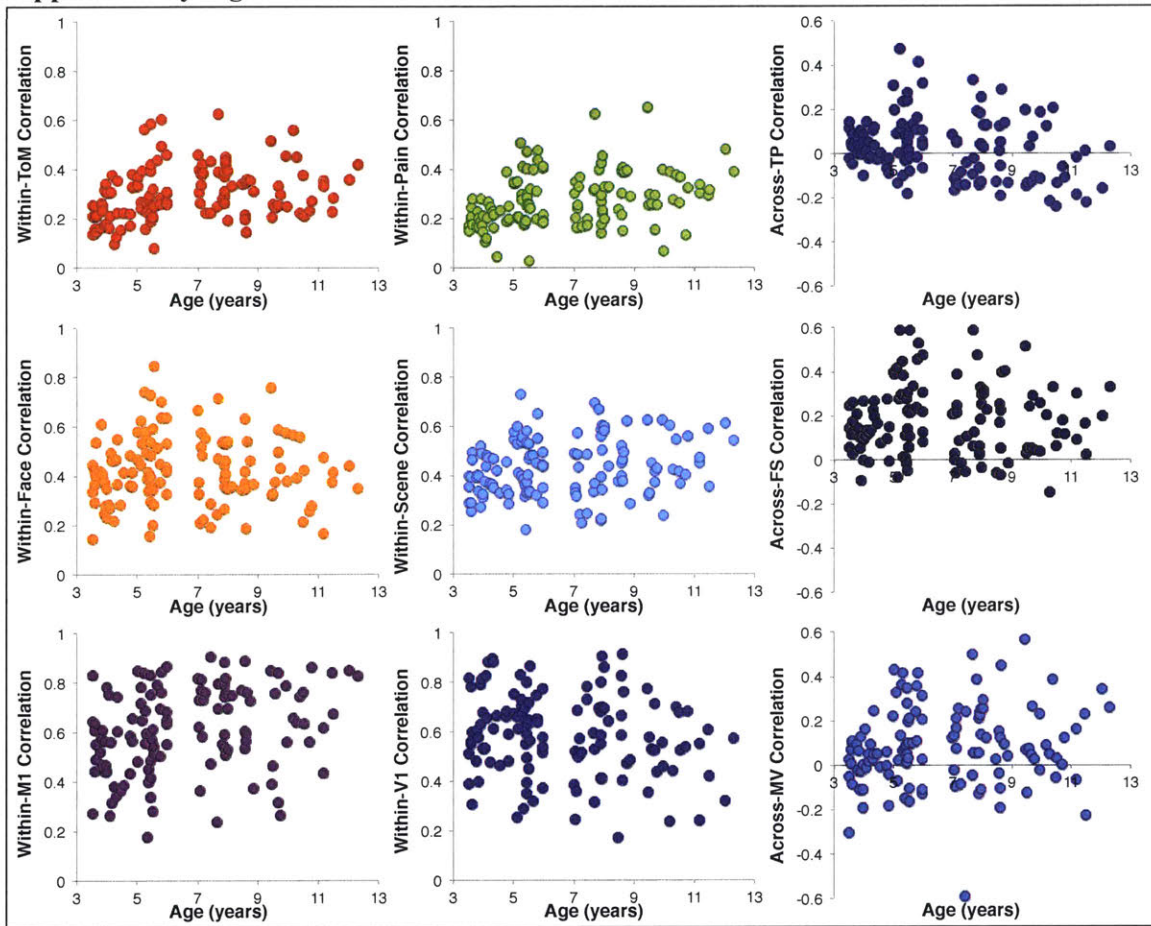 Within-ToM Correlation
1
0.8
0.6
0.4
0.2
0
3 5 7 9 11 13
Age (years)
Within-Pain Correlation
1
0.8
0.6
0.4
0.2
0
3 5 7 9 11 13
Age (years)
Across-TP Correlation
0.6
0.4
0.2
0
-0.2
-0.4
-0.6
3 5 7 9 11 13
Age (years)
Within-Face Correlation
1
0.8
0.6
0.4
0.2
0
3 5 7 9 11 13
Age (years)
Within-Scene Correlation
1
0.8
0.6
0.4
0.2
0
3 5 7 9 11 13
Age (years)
Across-FS Correlation
0.6
0.4
0.2
0
-0.2
-0.4
-0.6
3 5 7 9 11 13
Age (years)
Within-M1 Correlation
1
0.8
0.6
0.4
0.2
0
3 5 7 9 11 13
Age (years)
Within-V1 Correlation
1
0.8
0.6
0.4
0.2
0
3 5 7 9 11 13
Age (years)
Across-MV Correlation
0.6
0.4
0.2
0
-0.2
-0.4
-0.6
3 5 7 9 11 13
Age (years)